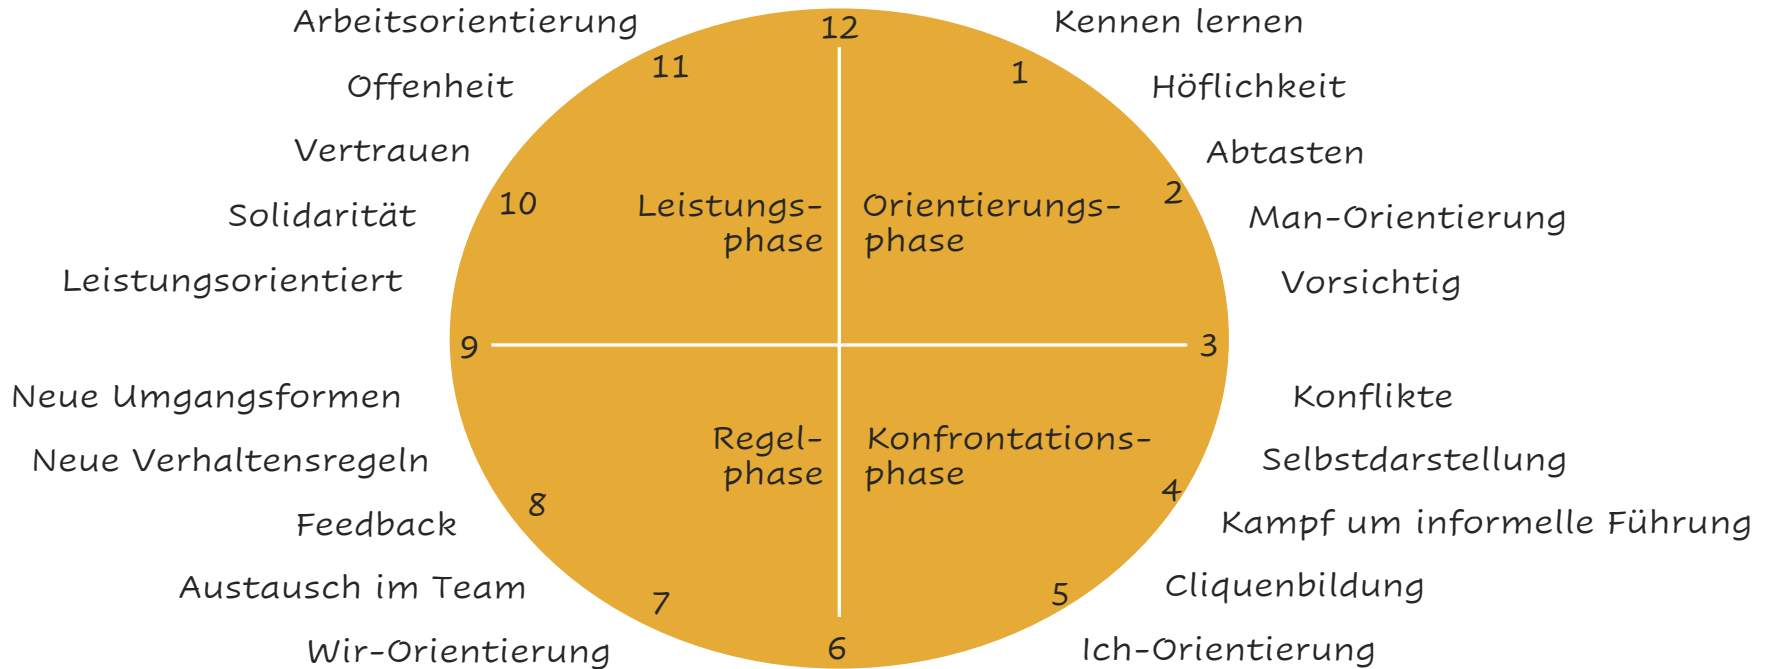 Arbeitsorientierung
12
Kennen lernen
11
1
Offenheit
Höflichkeit
Vertrauen
Abtasten
10
2
Solidarität
Leistungs-
phase
Orientierungs-
phase
Man-Orientierung
Leistungsorientiert
Vorsichtig
9
3
Neue Umgangsformen
Konflikte
Neue Verhaltensregeln
Regel-
phase
Konfrontations-
phase
Selbstdarstellung
8
4
Feedback
Kampf um informelle Führung
Austausch im Team
7
5
Cliquenbildung
Wir-Orientierung
6
Ich-Orientierung